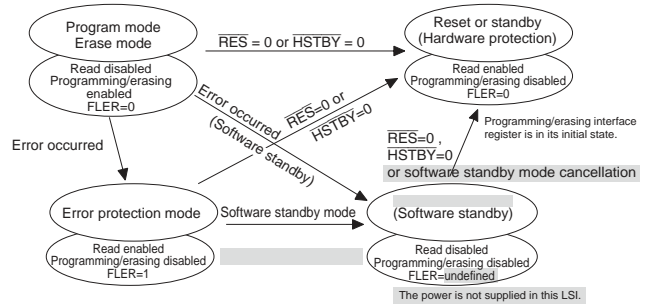 Program mode
Erase mode
RES = 0 or HSTBY = 0
Reset or standby
(Hardware protection)
Read disabled
Programming/erasing
enabled
FLER=0
Read enabled
Programming/erasing disabled
FLER=0
Error occurred
(Software standby)
RES=0 or
HSTBY=0
Programming/erasing interface
register is in its initial state.
Error occurred
RES=0 ,
HSTBY=0
or software standby mode cancellation
Error protection mode
Software standby mode
(Software standby)
Read enabled
Programming/erasing disabled
FLER=1
Read disabled
Programming/erasing disabled
FLER=undefined
The power is not supplied in this LSI.